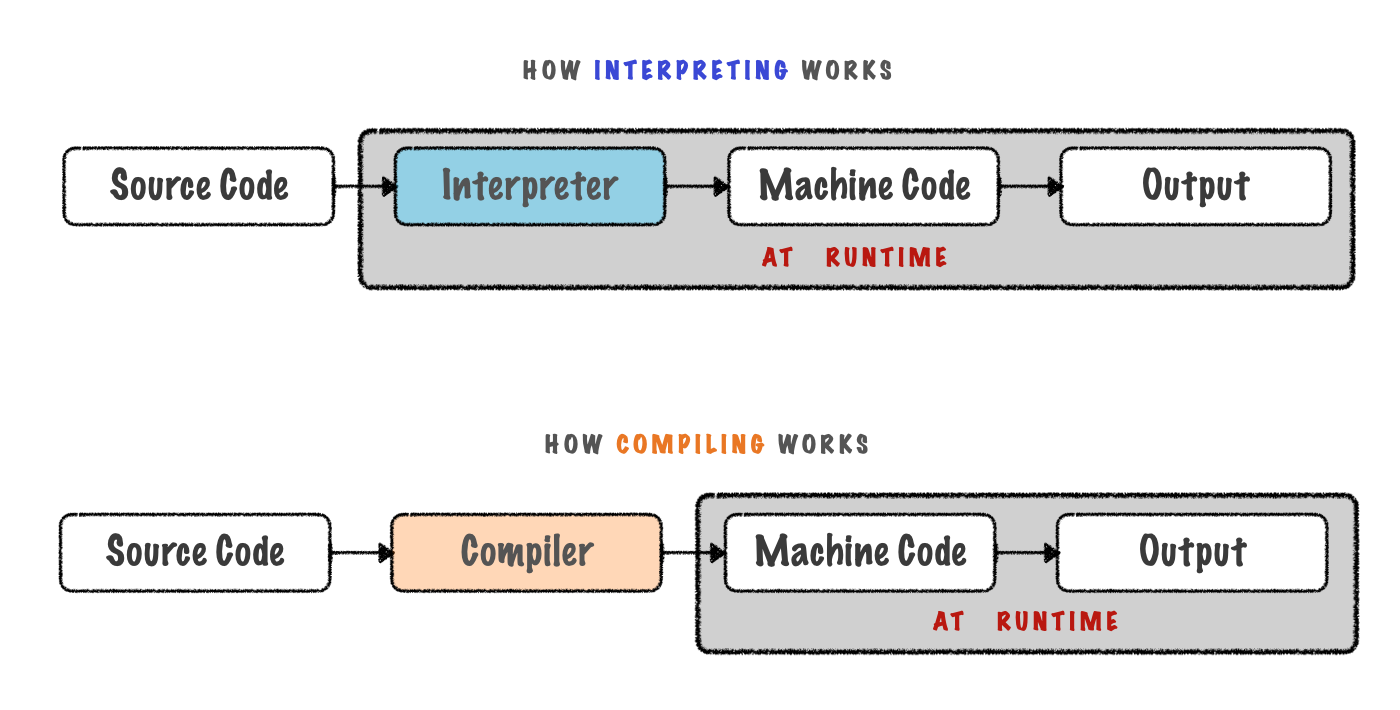 HOW INTERPRETING WORKS
Source Code
Interpreter
Machine Code
Output
AT RUNTIME
HOW COMPILING WORKS
Source Code
Compiler
Machine Code
Output
AT RUNTIME